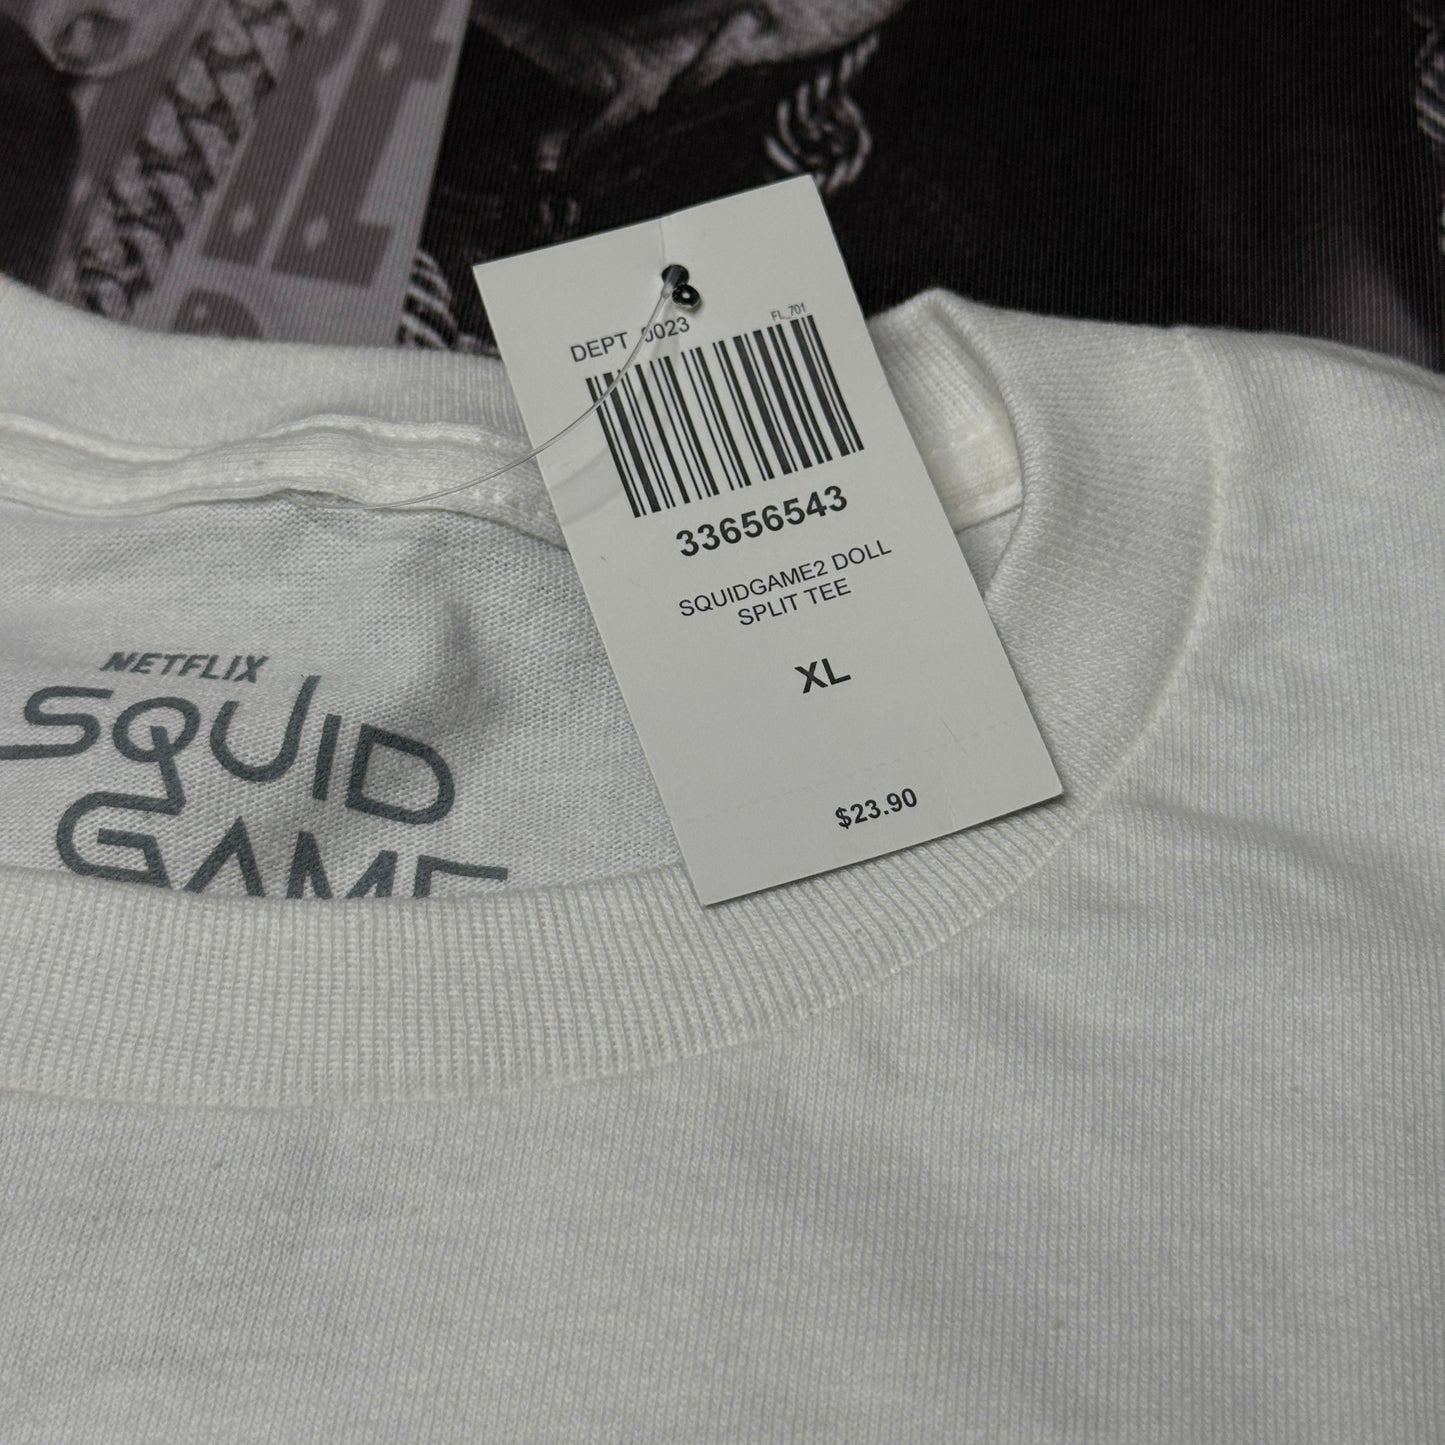 DEPT 0023
FL_701
33656543
SQUIDGAME2 DOLL
SPLIT TEE
XL
$23.90
NETFLIX
SQUID
GAME